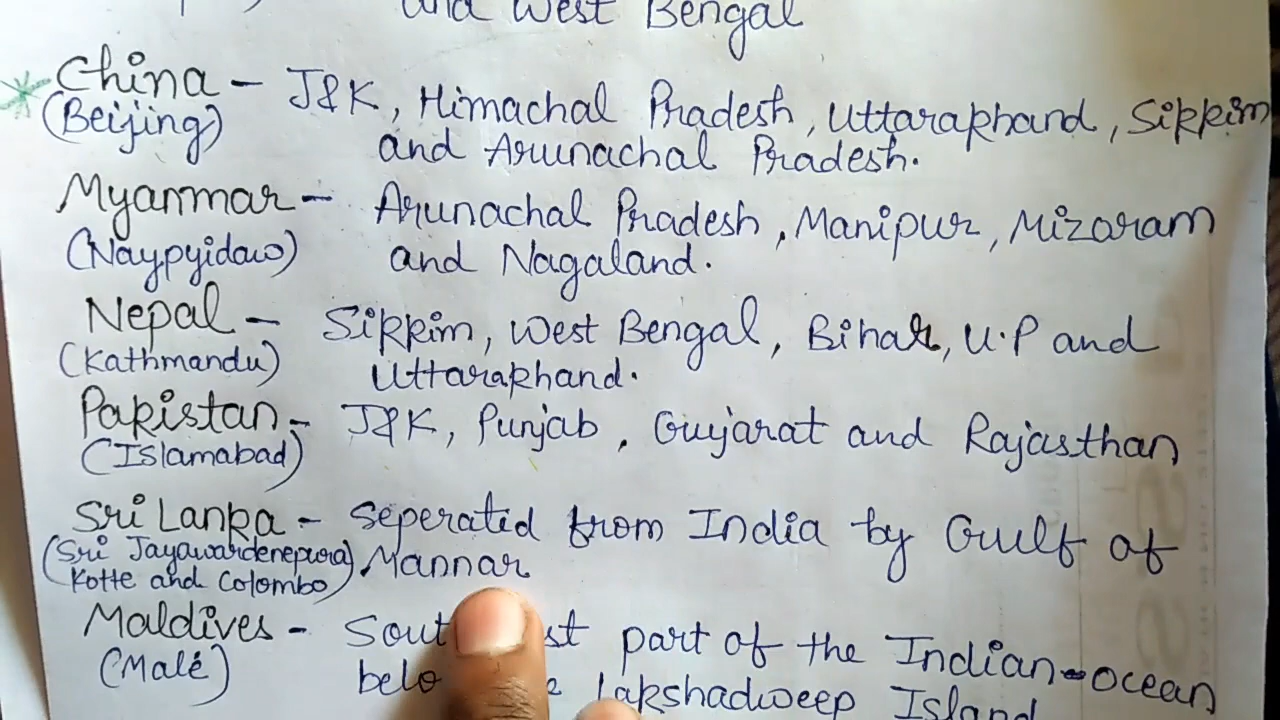 and West Bengal
China - J&K, Himachal Pradesh, Uttarakhand, Sikkim
(Beijing) and Arunachal Pradesh.
Myanmar - Arunachal Pradesh, Manipur, Mizoram
(Naypyidaw) and Nagaland.
Nepal - Sikkim, West Bengal, Bihar, U.P and
(Kathmandu) Uttarakhand.
Pakistan - J&K, Punjab, Gujarat and Rajasthan
(Islamabad)
Sri Lanka - Seperated from India by Gulf of
(Sri Jayawardenepura Mannar
Kotte and Colombo)
Maldives - part of the Indian-ocean
(Malé) Lakshadweep Island